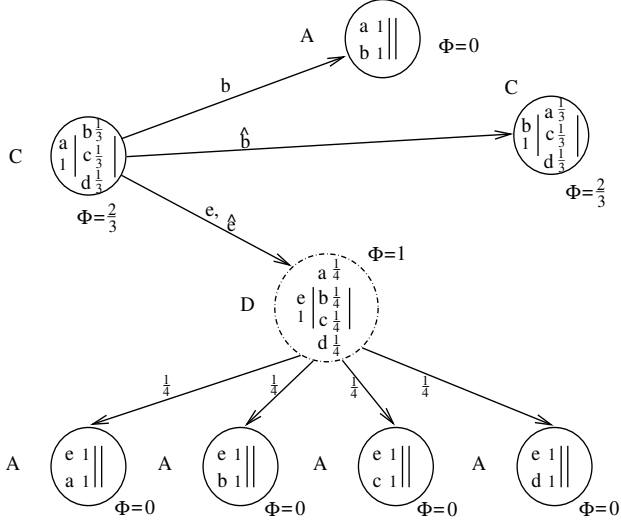 A
a 1
b 1
Φ=0
b
C
C
a
1
b 1/3
c 1/3
d 1/3
b̂
b
1
a 1/3
c 1/3
d 1/3
Φ=2/3
Φ=2/3
e, ê
D
Φ=1
e
1
a 1/4
b 1/4
c 1/4
d 1/4
1/4
1/4
1/4
1/4
A
e 1
a 1
Φ=0
A
e 1
b 1
Φ=0
A
e 1
c 1
Φ=0
A
e 1
d 1
Φ=0